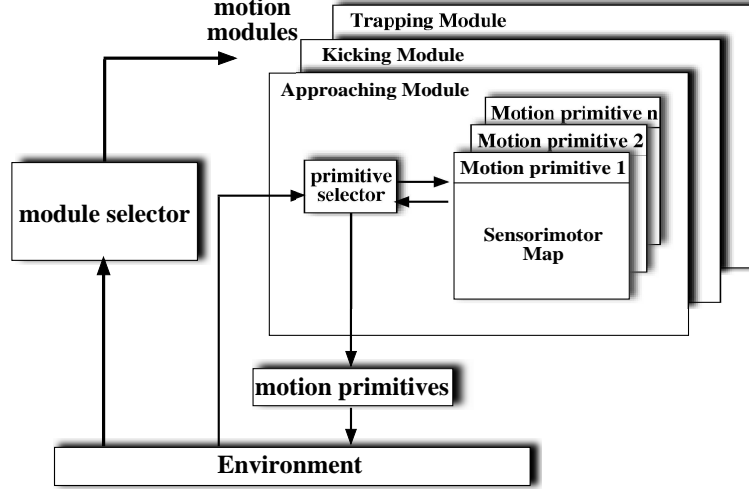 motion
modules
Trapping Module
Kicking Module
Approaching Module
Motion primitive n
Motion primitive 2
Motion primitive 1
primitive
selector
module selector
Sensorimotor
Map
motion primitives
Environment